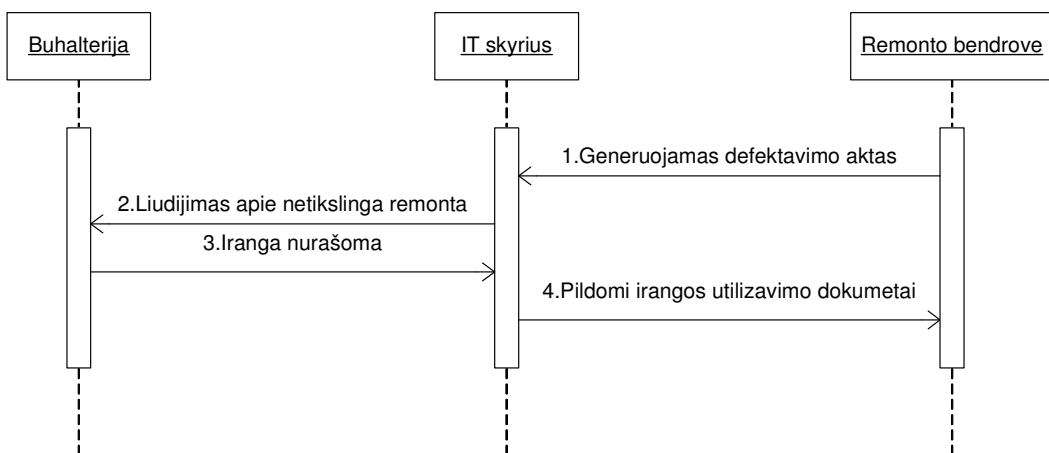 Buhalterija
IT skyrius
Remonto bendrove
1.Generuojamas defektavimo aktas
2.Liudijimas apie netikslinga remonta
3.Iranga nurašoma
4.Pildomi irangos utilizavimo dokumetai